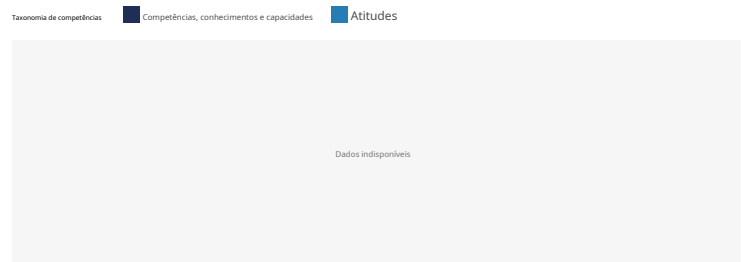 Taxonomia de competências Competências, conhecimentos e capacidades Atitudes
Dados indisponíveis